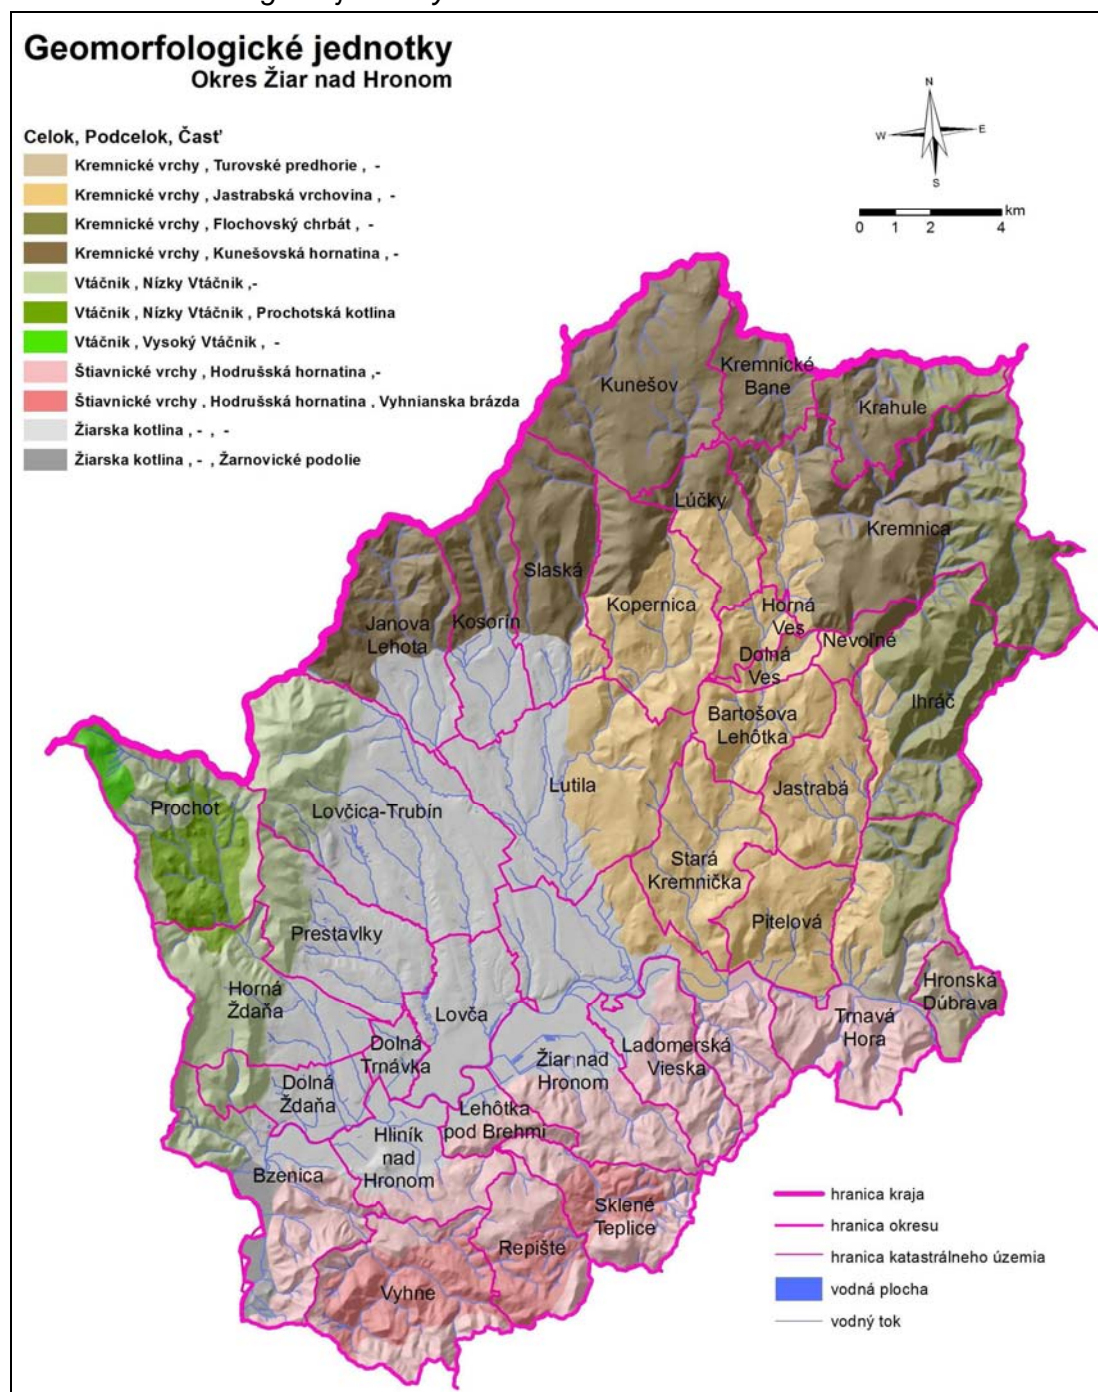 Geomorfologické jednotky
Okres Žiar nad Hronom
Celok, Podcelok, Časť
Kremnické vrchy , Turovské predhorie , -
Kremnické vrchy , Jastrabská vrchovina , -
Kremnické vrchy , Flochovský chrbát , -
Kremnické vrchy , Kunešovská hornatina , -
Vtáčnik , Nízky Vtáčnik ,-
Vtáčnik , Nízky Vtáčnik , Prochotská kotlina
Vtáčnik , Vysoký Vtáčnik , -
Štiavnické vrchy , Hodrušská hornatina ,-
Štiavnické vrchy , Hodrušská hornatina , Vyhnianska brázda
Žiarska kotlina , - , -
Žiarska kotlina , - , Žarnovické podolie
N
W
E
S
km
0 1 2 4
Kunešov
Kremnické
Bane
Krahule
Lúčky
Kremnica
Slaská
Kopernica
Horná
Ves
Janova
Lehota
Kosorín
Nevoľné
Dolná
Ves
Ihráč
Bartošova
Lehôtka
Prochot
Lovčica-Trubín
Lutila
Jastrabá
Stará
Kremnička
Prestavlky
Pitelová
Horná
Ždaňa
Lovča
Hronská
Dúbrava
Trnavá
Hora
Dolná
Trnávka
Žiar nad
Hronom
Ladomerská
Vieska
Dolná
Ždaňa
Lehôtka
pod Brehmi
Hliník
nad
Hronom
Bzenica
Sklené
Teplice
Repište
Vyhne
hranica kraja
hranica okresu
hranica katastrálneho územia
vodná plocha
vodný tok